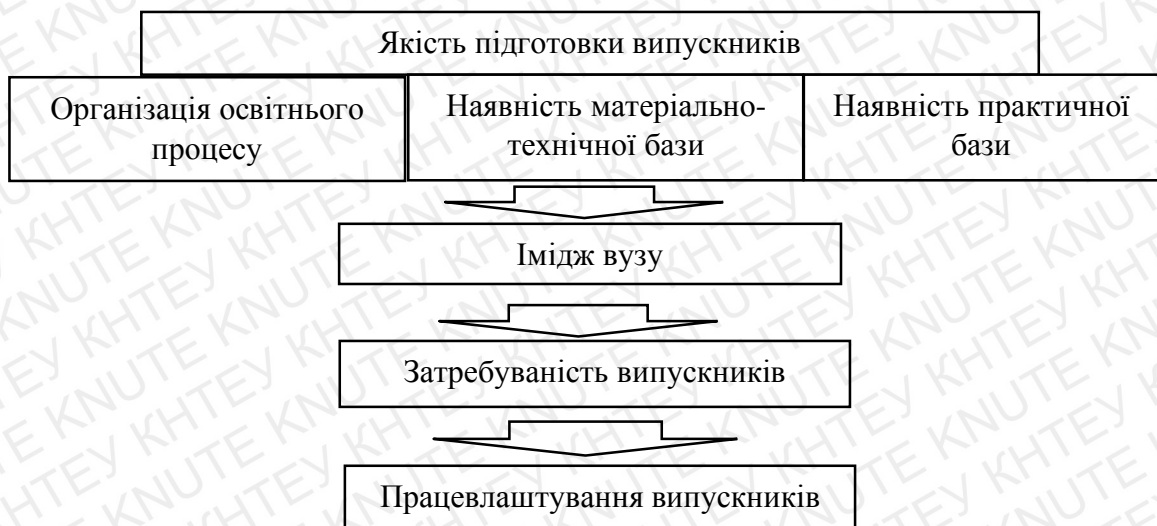 Якість підготовки випускників
Організація освітнього
процесу
Наявність матеріально-
технічної бази
Наявність практичної
бази
Імідж вузу
Затребуваність випускників
Працевлаштування випускників